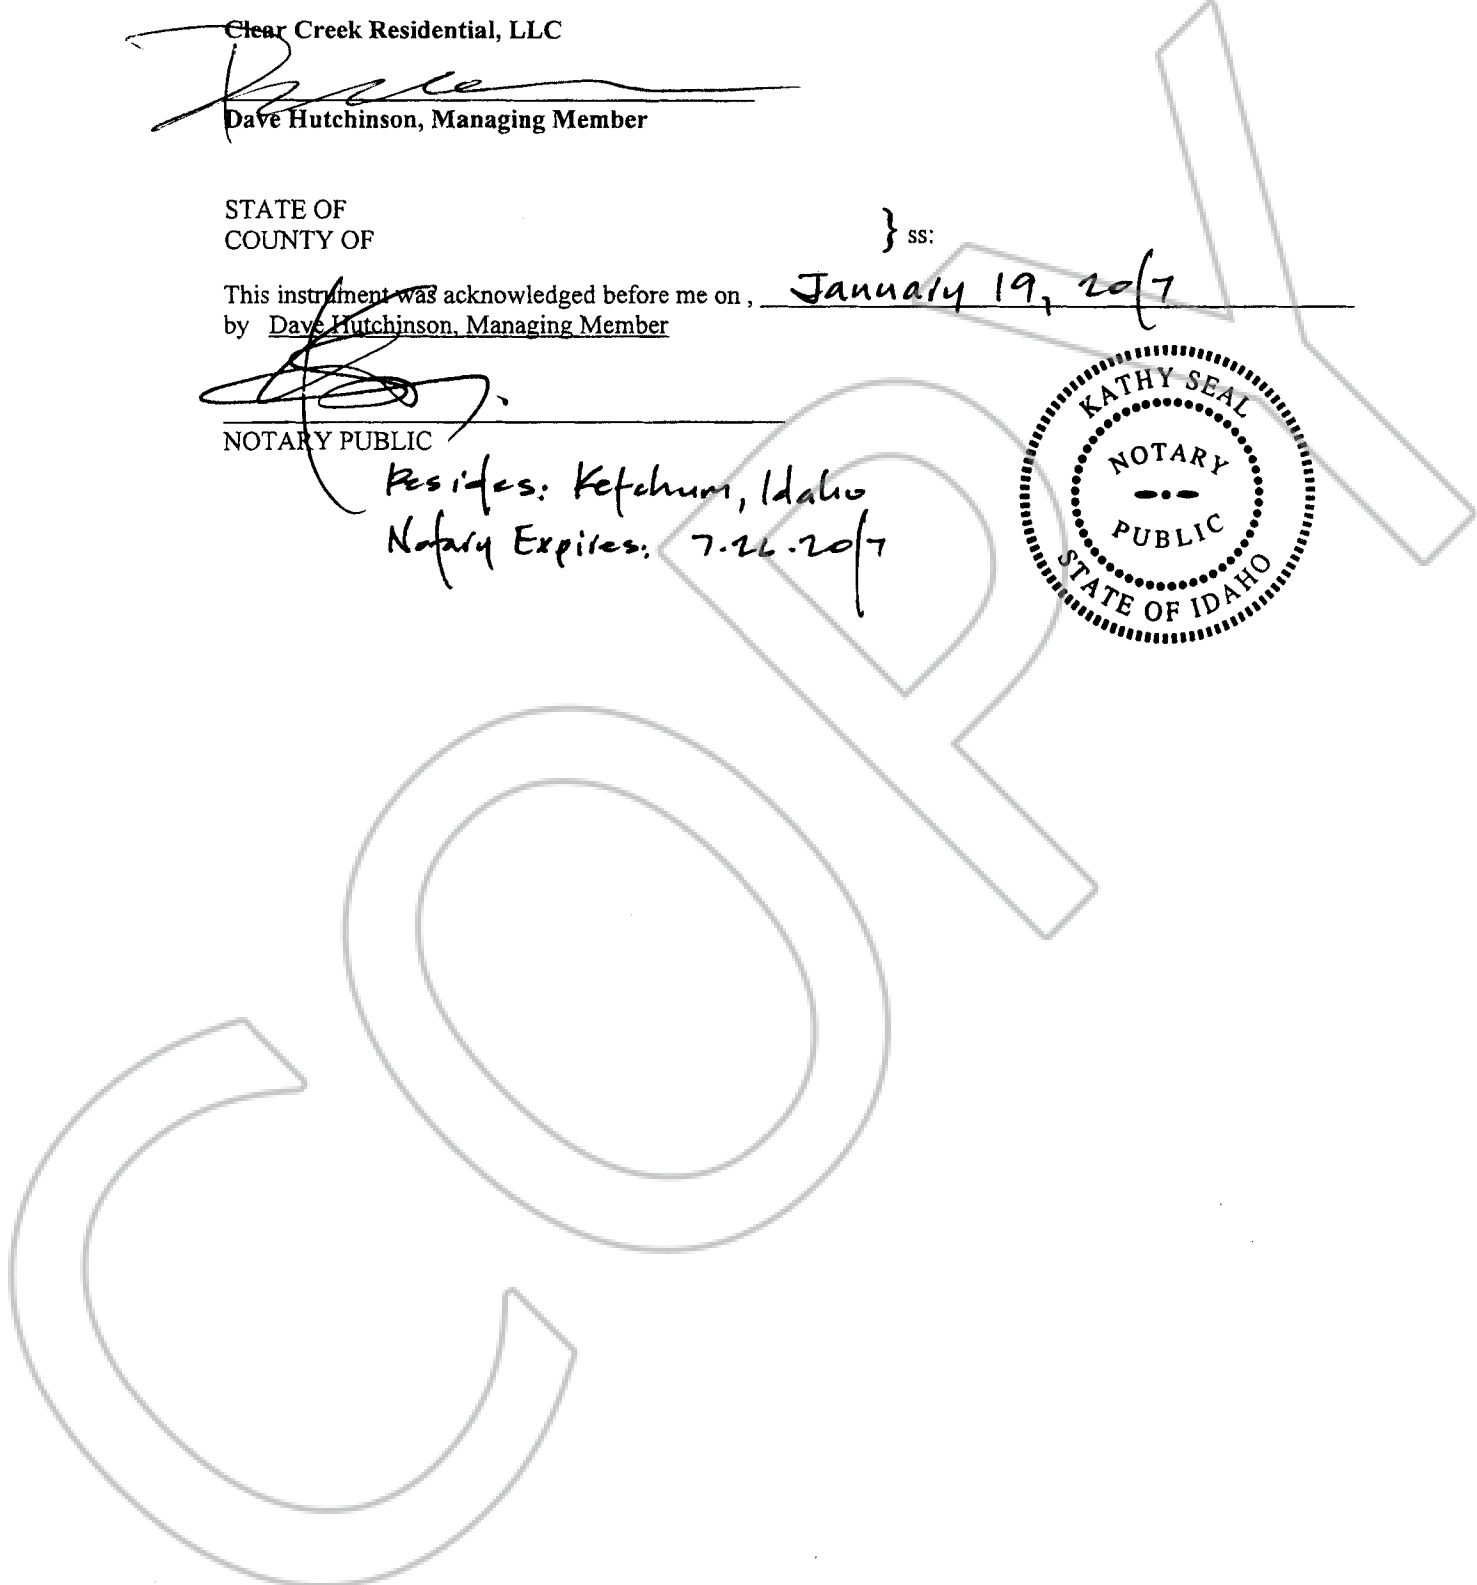 Clear Creek Residential, LLC
Dave Hutchinson, Managing Member
STATE OF
COUNTY OF
} ss:
This instrument was acknowledged before me on , January 19, 2017
by Dave Hutchinson, Managing Member
NOTARY PUBLIC
Resides: Ketchum, Idaho
Notary Expires: 7.26.2017
KATHY SEAL
NOTARY
PUBLIC
STATE OF IDAHO
COPY